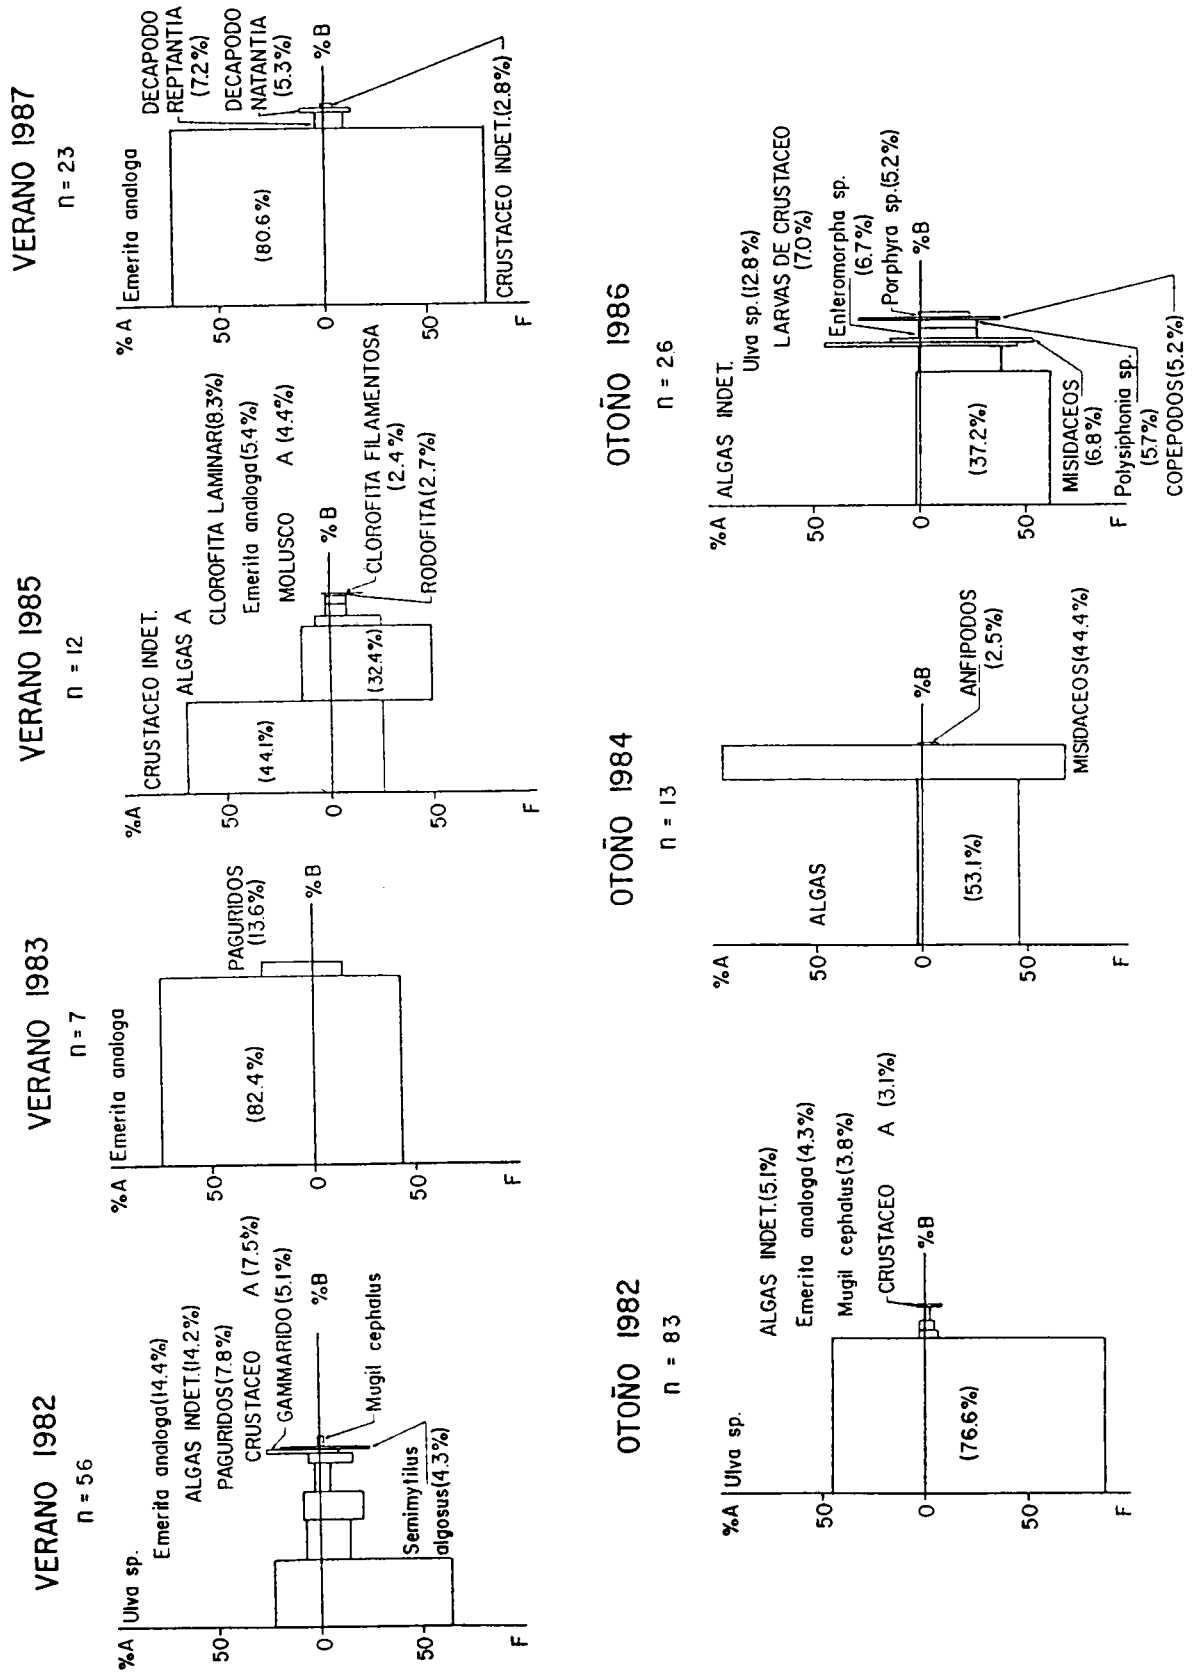 VERANO 1982
n = 56
%A
Ulva sp.
Emerita analoga(14.4%)
ALGAS INDET.(14.2%)
PAGURIDOS(7.8%)
CRUSTACEO A(7.5%)
GAMMARIDO(5.1%)
50
0
%B
Mugil cephalus
50
Semimytilus
algosus(4.3%)
F
VERANO 1983
n = 7
%A
Emerita analoga
PAGURIDOS
(13.6%)
50
(82.4%)
0
%B
50
F
VERANO 1985
n = 12
%A
CRUSTACEO INDET.
ALGAS A
CLOROFITA LAMINAR(8.3%)
Emerita analoga(5.4%)
MOLUSCO A (4.4%)
50
(44.1%)
0
% B
(32.4%)
CLOROFITA FILAMENTOSA
(2.4%)
50
RODOFITA(2.7%)
F
VERANO 1987
n = 23
%A
Emerita analoga
DECAPODO
REPTANTIA
(7.2%)
DECAPODO
NATANTIA
(5.3%)
50
(80.6%)
0
%B
50
CRUSTACEO INDET.(2.8%)
F
OTOÑO 1982
n = 83
%A
Ulva sp.
ALGAS INDET.(5.1%)
Emerita analoga(4.3%)
Mugil cephalus(3.8%)
CRUSTACEO A (3.1%)
50
0
%B
(76.6%)
50
F
OTOÑO 1984
n = 13
%A
50
ALGAS
0
%B
(53.1%)
ANFIPODOS
(2.5%)
50
MISIDACEOS(44.4%)
F
OTOÑO 1986
n = 26
%A
ALGAS INDET.
Ulva sp.(12.8%)
LARVAS DE CRUSTACEO
(7.0%)
Enteromorpha sp.
(6.7%)
Porphyra sp.(5.2%)
50
0
%B
(37.2%)
50
MISIDACEOS
(6.8%)
Polysiphonia sp.
(5.7%)
COPEPODOS(5.2%)
F